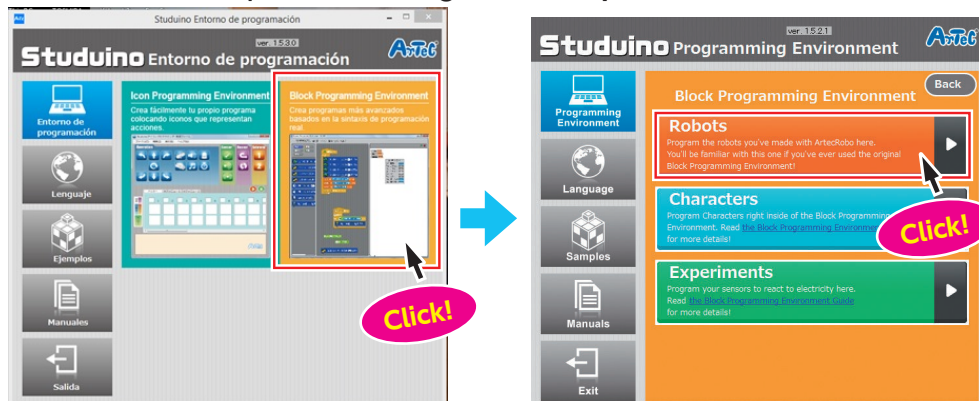 Studuino Entorno de programación
ver. 1.5.3.0
Studuino Entorno de programación
ArTeC
Entorno de
programación
Lenguaje
Ejemplos
Manuales
Salida
Icon Programming Environment
Crea fácilmente tu propio programa
colocando iconos que representan
acciones.
Block Programming Environment
Crea programas más avanzados
basados en la sintaxis de programación
real.
Click!
ver. 1.5.2.1
Studuino Programming Environment
ArTeC
Programming
Environment
Language
Samples
Manuals
Exit
Block Programming Environment
Back
Robots
Program the robots you've made with ArtecRobo here.
You'll be familiar with this one if you've ever used the original
Block Programming Environment!
Characters
Program Characters right inside of the Block Programming
Environment. Read the Block Programming Environment
for more details!
Click!
Experiments
Program your sensors to react to electricity here.
Read the Block Programming Environment Guide
for more details!